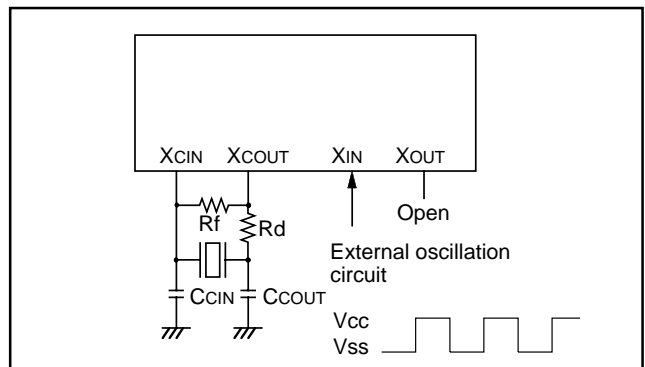 XCIN XCOUT XIN XOUT
Rf
Rd
Open
External oscillation
circuit
CCIN CCOUT
Vcc
Vss